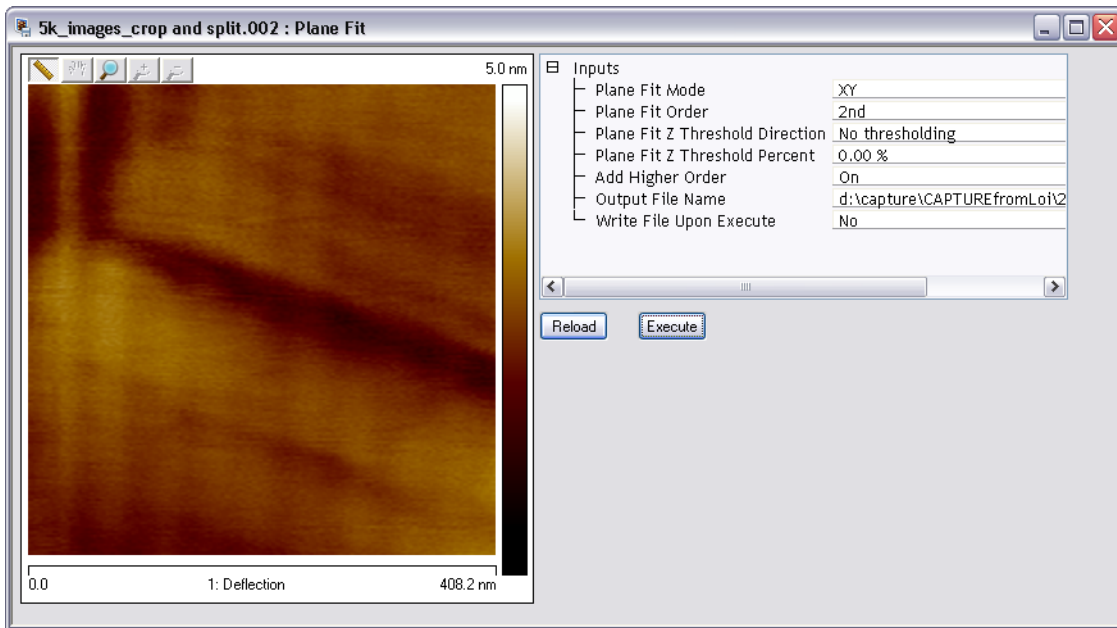 5k_images_crop and split.002 : Plane Fit
5.0 nm
0.0 1: Deflection 408.2 nm
Inputs
Plane Fit Mode XY
Plane Fit Order 2nd
Plane Fit Z Threshold Direction No thresholding
Plane Fit Z Threshold Percent 0.00 %
Add Higher Order On
Output File Name d:\capture\CAPTUREfromLoi\2
Write File Upon Execute No
Reload Execute